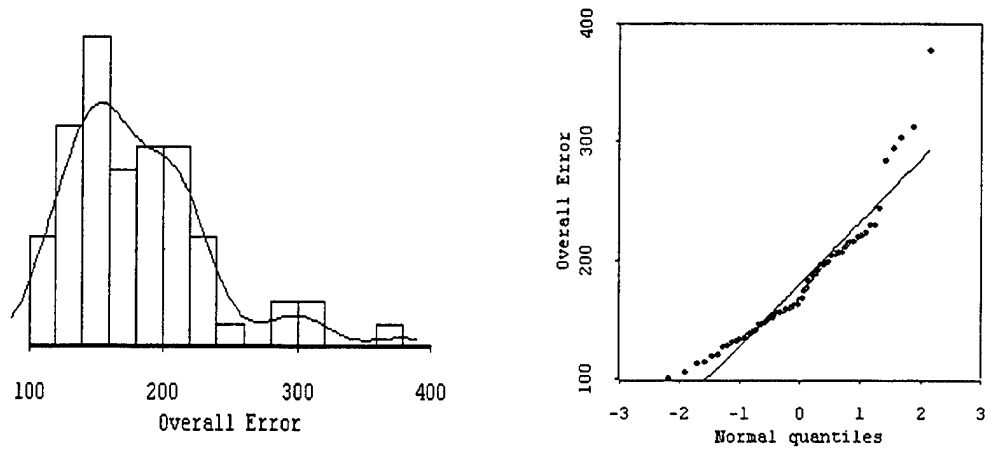 100 200 300 400
Overall Error
400
300
200
100
Overall Error
-3 -2 -1 0 1 2 3
Normal quantiles